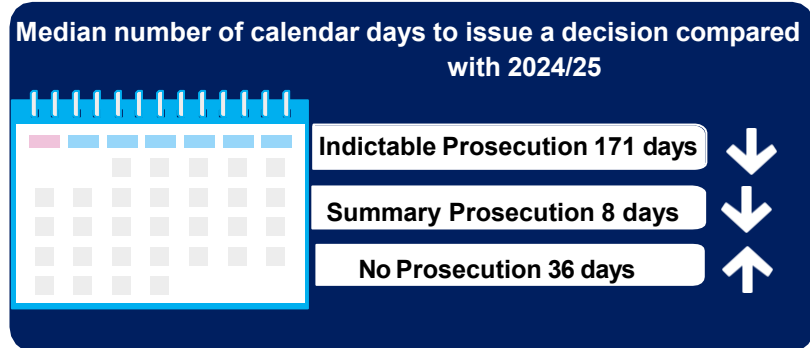 Median number of calendar days to issue a decision compared
with 2024/25
Indictable Prosecution 171 days
Summary Prosecution 8 days
No Prosecution 36 days